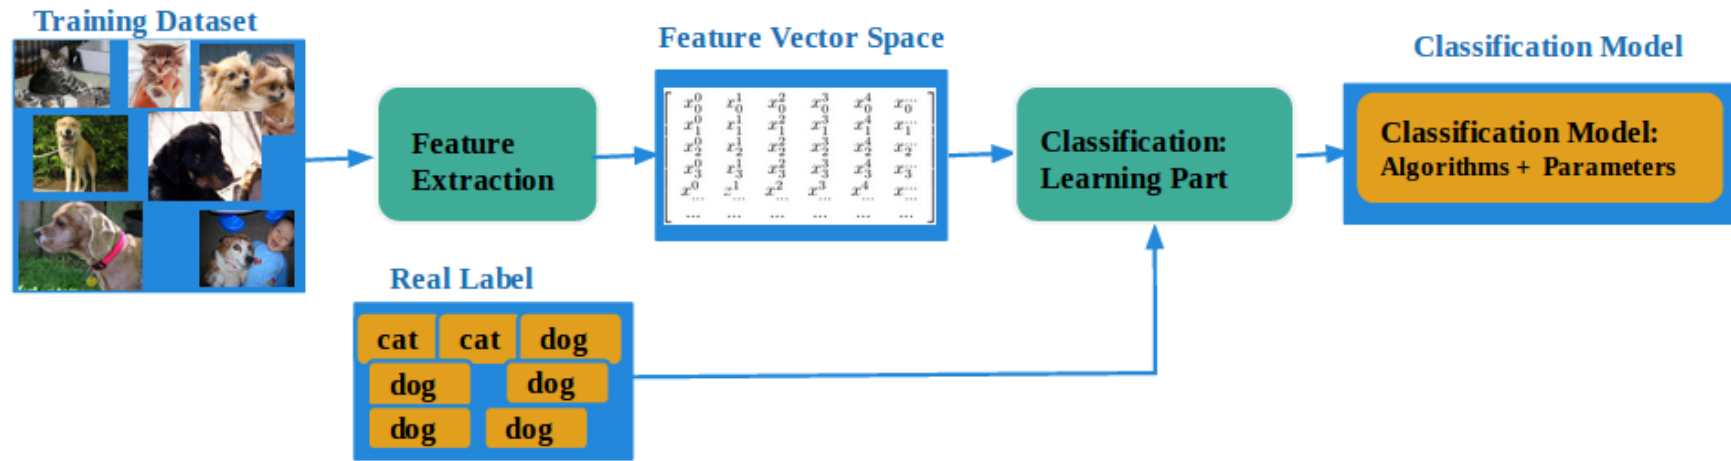 Training Dataset
Feature Vector Space
Classification Model
Feature
Extraction
Classification:
Learning Part
Classification Model:
Algorithms + Parameters
Real Label
cat cat dog
dog dog
dog dog